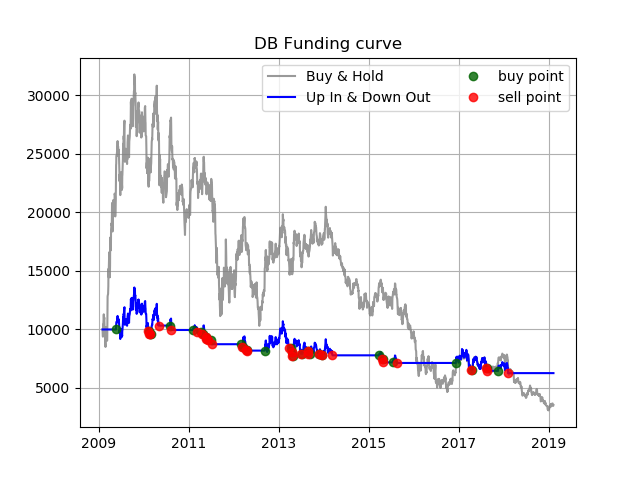 DB Funding curve
Buy & Hold
Up In & Down Out
buy point
sell point
30000
25000
20000
15000
10000
5000
2009 2011 2013 2015 2017 2019